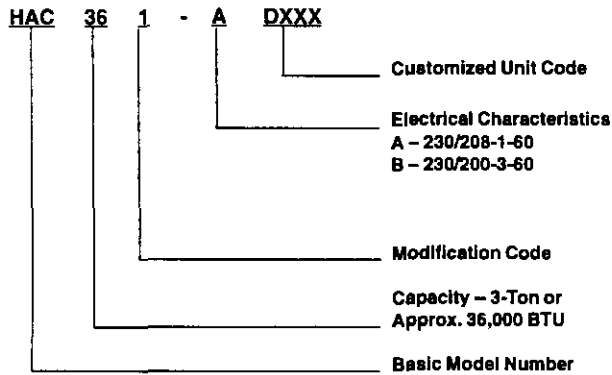 HAC 36 1 - A DXXX
Customized Unit Code
Electrical Characteristics
A – 230/208-1-60
B – 230/200-3-60
Modification Code
Capacity – 3-Ton or
Approx. 36,000 BTU
Basic Model Number